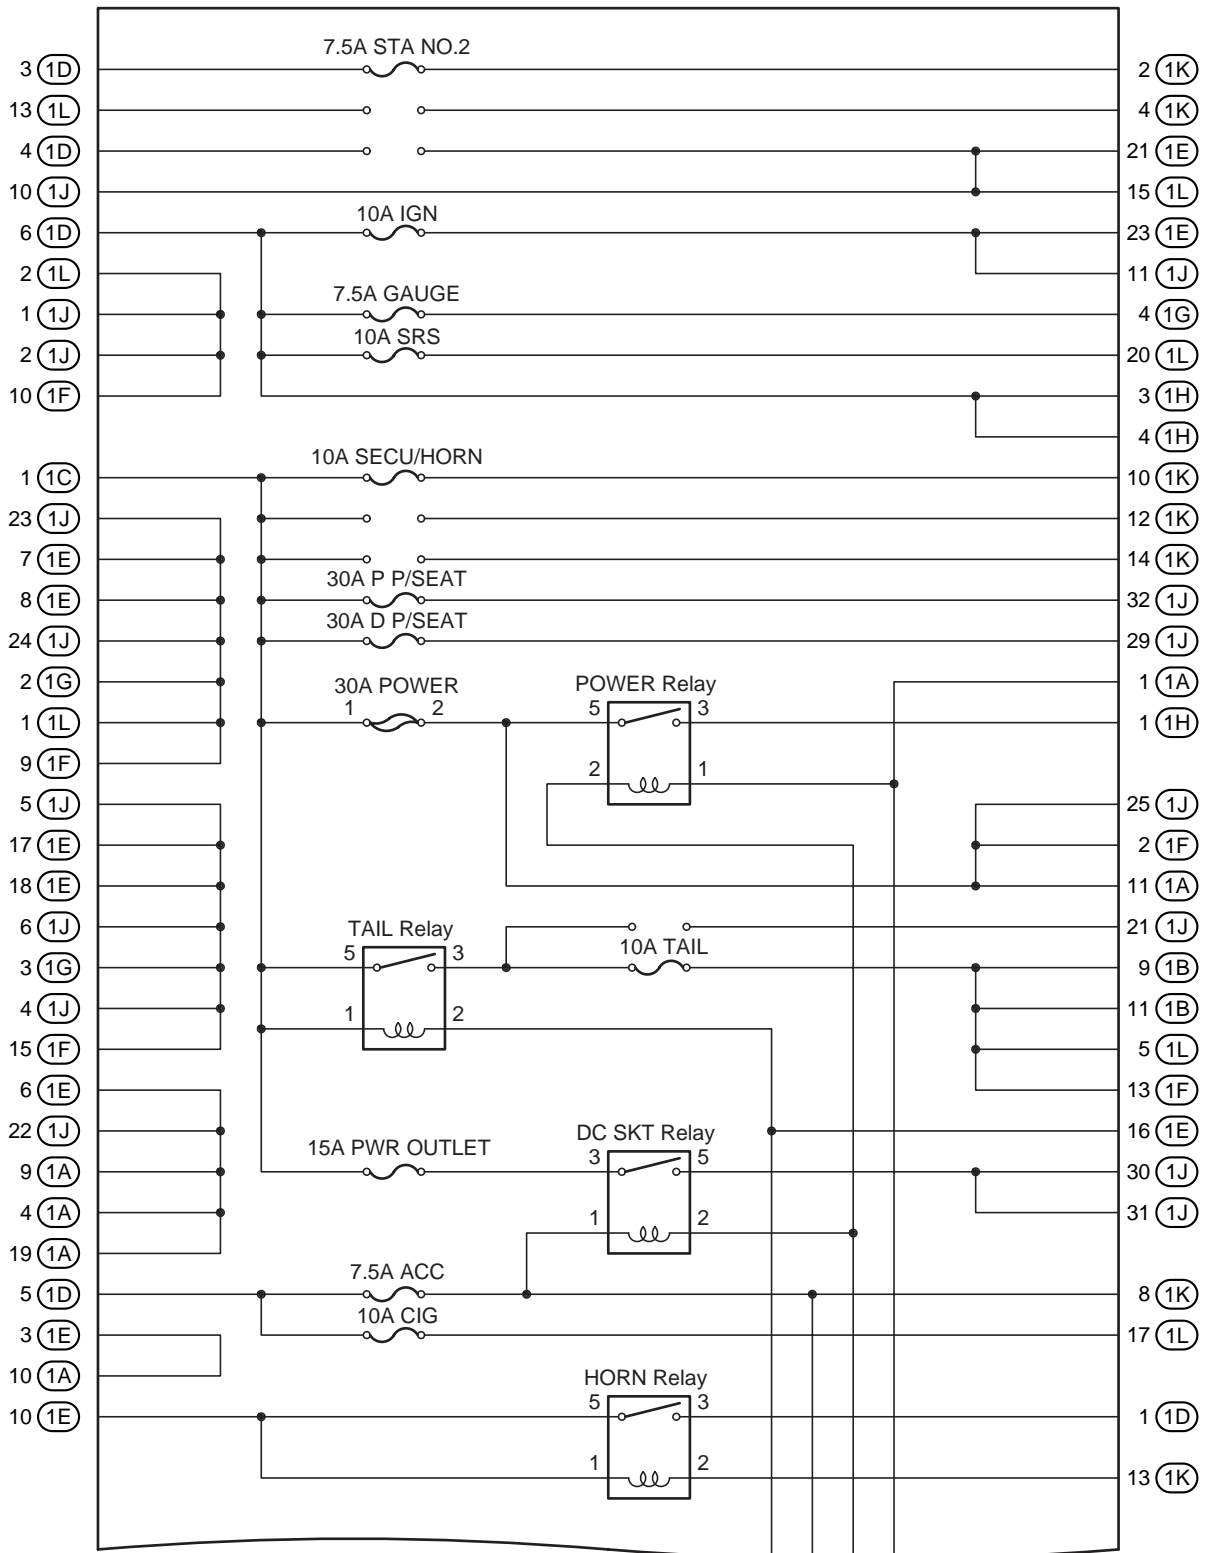 7.5A STA NO.2
3 1D 2 1K
13 1L 4 1K
4 1D 21 1E
10 1J 15 1L
10A IGN
6 1D 23 1E
2 1L 11 1J
7.5A GAUGE
1 1J 4 1G
10A SRS
2 1J 20 1L
10 1F 3 1H
4 1H
10A SECU/HORN
1 1C 10 1K
23 1J 12 1K
7 1E 14 1K
30A P P/SEAT
8 1E 32 1J
30A D P/SEAT
24 1J 29 1J
30A POWER POWER Relay
2 1G 1 1A
1 2 5 3
1 1L 1 1H
9 1F 2 1
5 1J 25 1J
17 1E 2 1F
18 1E 11 1A
6 1J TAIL Relay 21 1J
5 3 10A TAIL
3 1G 9 1B
4 1J 1 2 11 1B
15 1F 5 1L
6 1E 13 1F
22 1J DC SKT Relay 16 1E
15A PWR OUTLET 3 5
9 1A 30 1J
4 1A 1 2 31 1J
19 1A
7.5A ACC
5 1D 8 1K
10A CIG
3 1E 17 1L
10 1A HORN Relay
5 3
10 1E 1 1D
1 2
13 1K